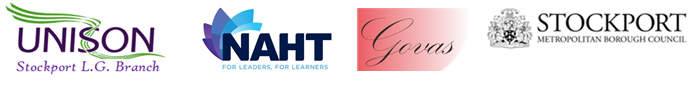 UNISON
Stockport L.G. Branch
NAHT
FOR LEADERS, FOR LEARNERS
Govas
STOCKPORT
METROPOLITAN BOROUGH COUNCIL